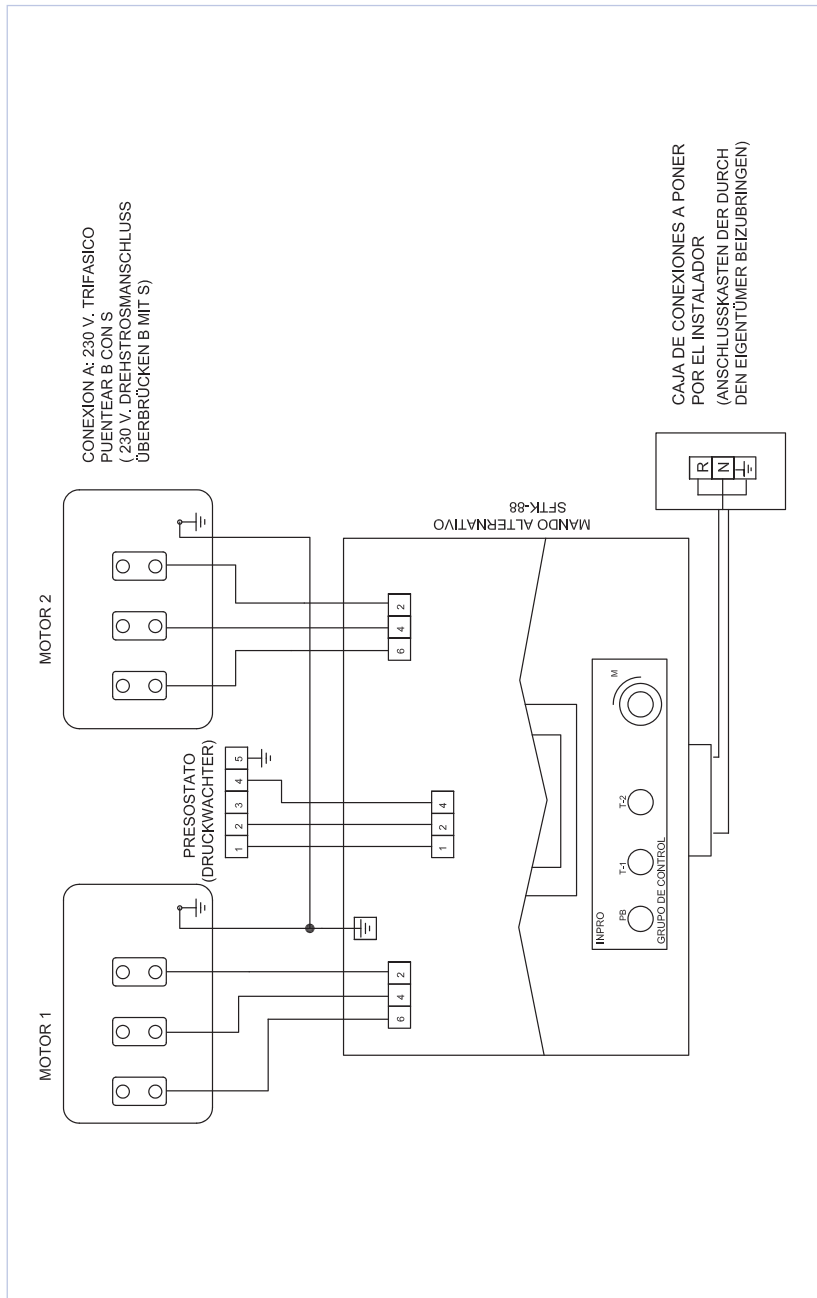 CONEXION A: 230 V. TRIFASICO
PUENTEAR B CON S
( 230 V. DREHSTROSMANSCHLUSS
ÜBERBRÜCKEN B MIT S)
MOTOR 1
MOTOR 2
PRESOSTATO
(DRUCKWACHTER)
1 2 3 4 5
6 4 2
1 2 4
6 4 2
MANDO ALTERNATIVO
SFTK-88
INPRO
PB T-1 T-2 M
GRUPO DE CONTROL
R
N
CAJA DE CONEXIONES A PONER
POR EL INSTALADOR
(ANSCHLUSSKASTEN DER DURCH
DEN EIGENTÜMER BEIZUBRINGEN)